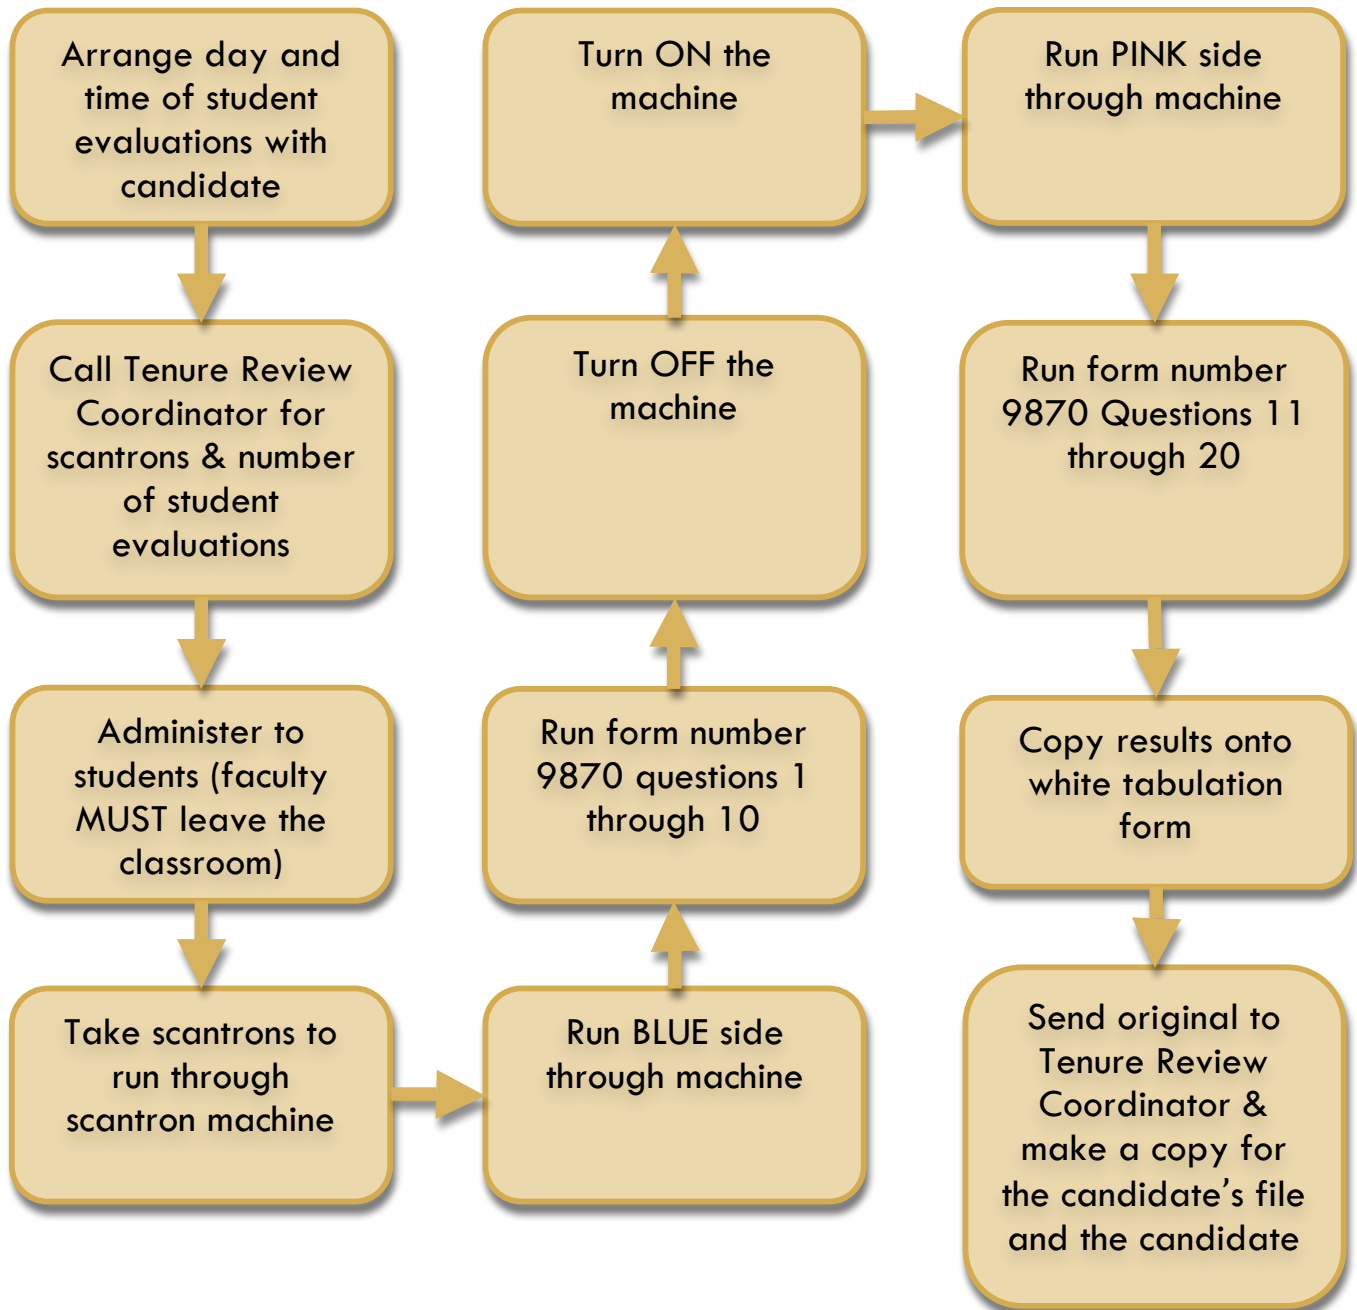 Arrange day and
time of student
evaluations with
candidate
Call Tenure Review
Coordinator for
scantrons & number
of student
evaluations
Administer to
students (faculty
MUST leave the
classroom)
Take scantrons to
run through
scantron machine
Run BLUE side
through machine
Run form number
9870 questions 1
through 10
Turn OFF the
machine
Turn ON the
machine
Run PINK side
through machine
Run form number
9870 Questions 11
through 20
Copy results onto
white tabulation
form
Send original to
Tenure Review
Coordinator &
make a copy for
the candidate’s file
and the candidate